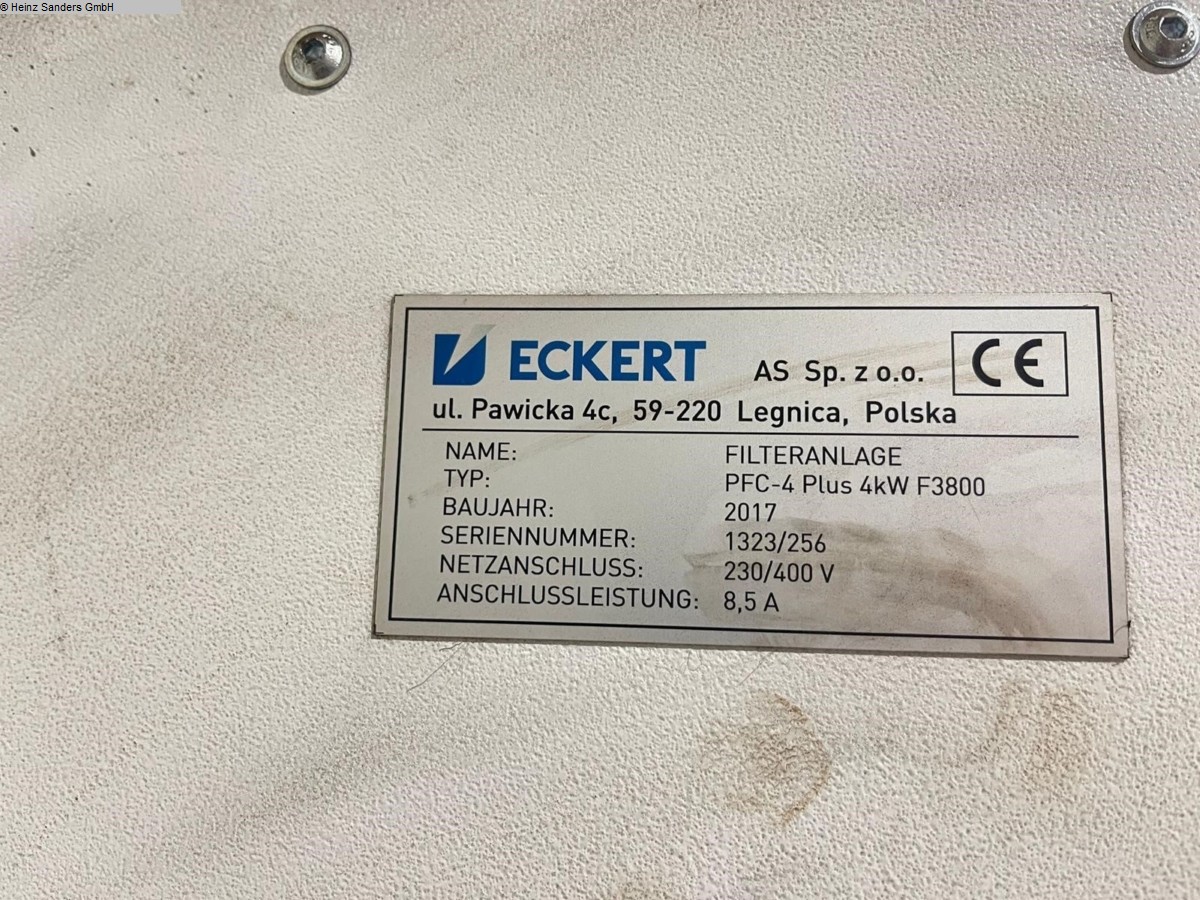 ® Heinz Sanders GmbH
ECKERT AS Sp. z o.o. CE
ul. Pawicka 4c, 59-220 Legnica, Polska
NAME: FILTERANLAGE
TYP: PFC-4 Plus 4kW F3800
BAUJAHR: 2017
SERIENNUMMER: 1323/256
NETZANSCHLUSS: 230/400 V
ANSCHLUSSLEISTUNG: 8,5 A